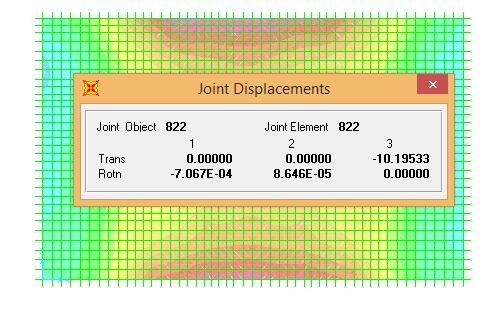 Joint Displacements
Joint Object 822 Joint Element 822
1 2 3
Trans 0.00000 0.00000 -10.19533
Rotn -7.067E-04 8.646E-05 0.00000